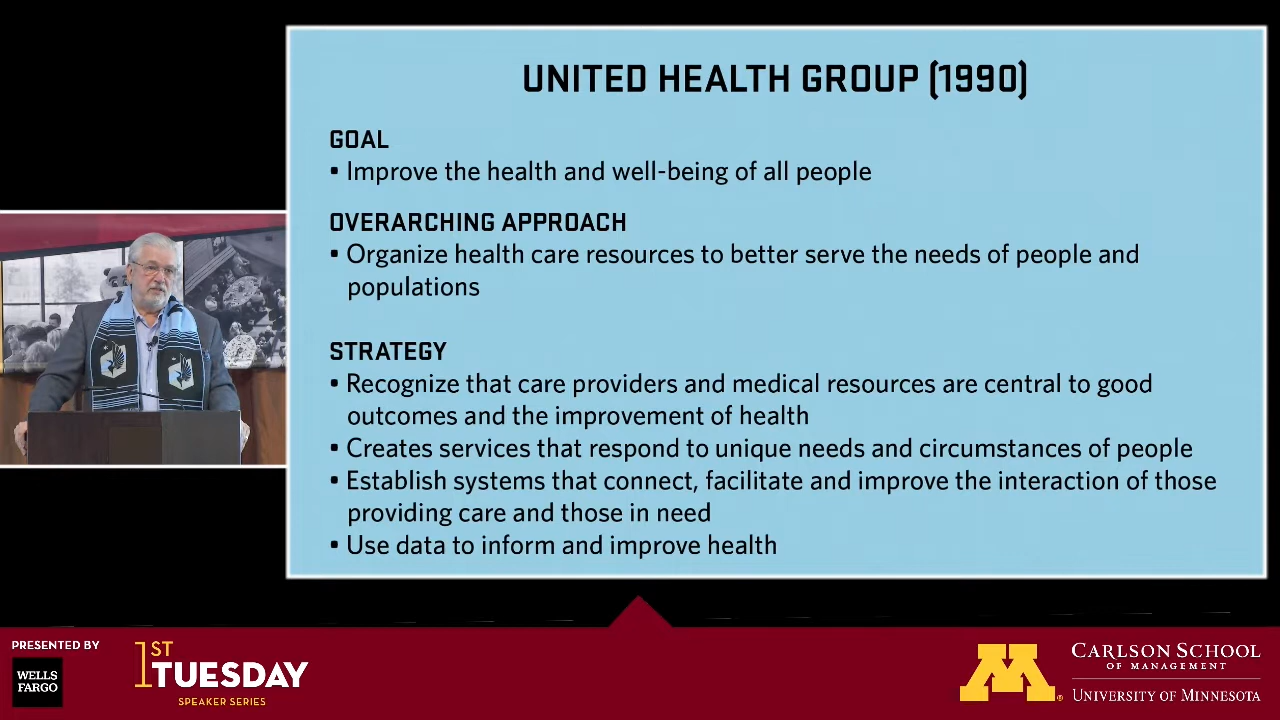 UNITED HEALTH GROUP (1990)
GOAL
• Improve the health and well-being of all people
OVERARCHING APPROACH
• Organize health care resources to better serve the needs of people and
populations
STRATEGY
• Recognize that care providers and medical resources are central to good
outcomes and the improvement of health
• Creates services that respond to unique needs and circumstances of people
• Establish systems that connect, facilitate and improve the interaction of those
providing care and those in need
• Use data to inform and improve health
PRESENTED BY
WELLS
FARGO
1ST
TUESDAY
SPEAKER SERIES
M
CARLSON SCHOOL
OF MANAGEMENT
UNIVERSITY OF MINNESOTA